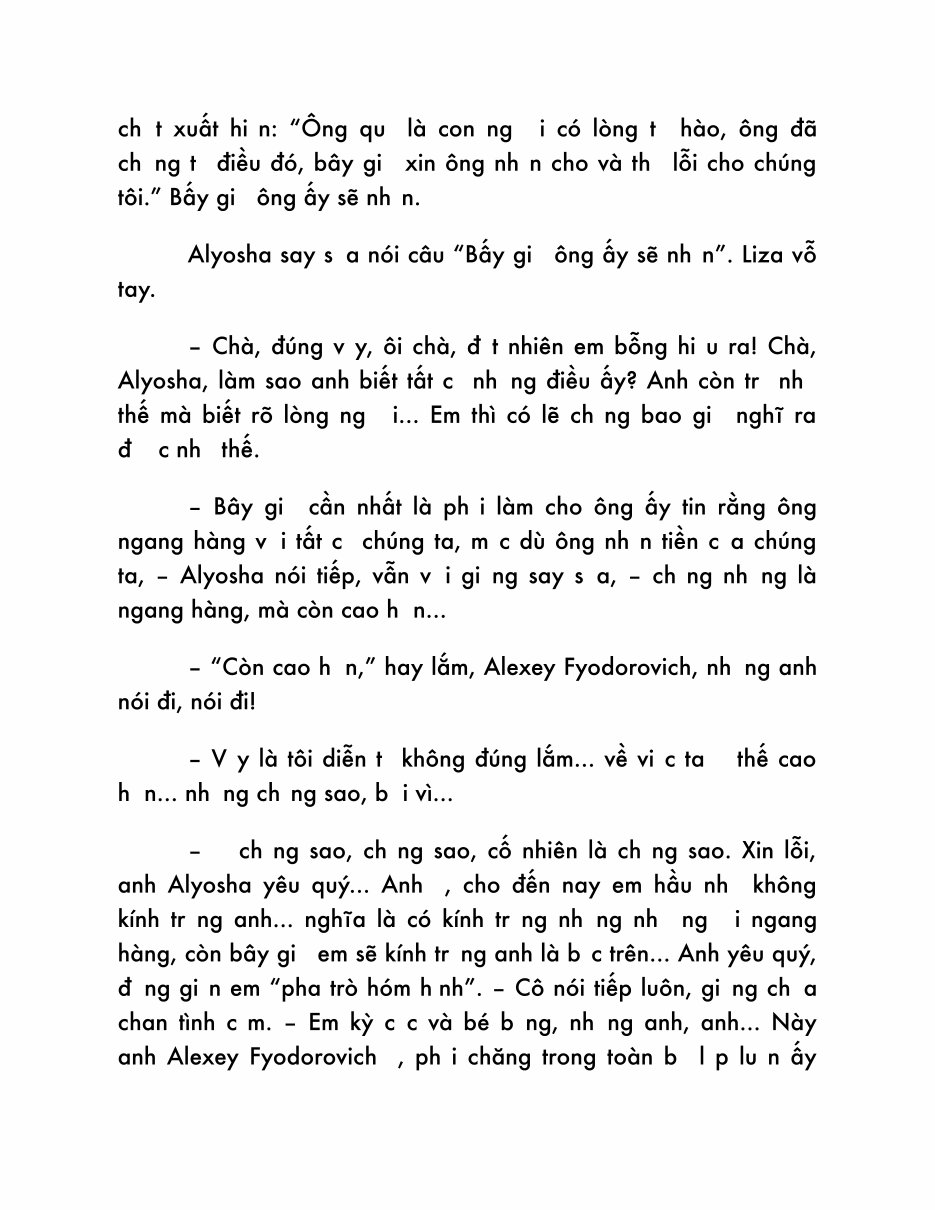 ch t xuất hi n: “Ông qu là con ng i có lòng t hào, ông đã
ch ng t điều đó, bây gi xin ông nh n cho và th lỗi cho chúng
tôi.” Bấy gi ông ấy sẽ nh n.
Alyosha say s a nói câu “Bấy gi ông ấy sẽ nh n”. Liza vỗ
tay.
– Chà, đúng v y, ôi chà, đ t nhiên em bỗng hi u ra! Chà,
Alyosha, làm sao anh biết tất c nh ng điều ấy? Anh còn tr nh
thế mà biết rõ lòng ng i... Em thì có lẽ ch ng bao gi nghĩ ra
đ c nh thế.
– Bây gi cần nhất là ph i làm cho ông ấy tin rằng ông
ngang hàng v i tất c chúng ta, m c dù ông nh n tiền c a chúng
ta, – Alyosha nói tiếp, vẫn v i gi ng say s a, – ch ng nh ng là
ngang hàng, mà còn cao h n...
– “Còn cao h n,” hay lắm, Alexey Fyodorovich, nh ng anh
nói đi, nói đi!
– V y là tôi diễn t không đúng lắm... về vi c ta thế cao
h n... nh ng ch ng sao, b i vì...
– ch ng sao, ch ng sao, cố nhiên là ch ng sao. Xin lỗi,
anh Alyosha yêu quý... Anh , cho đến nay em hầu nh không
kính tr ng anh... nghĩa là có kính tr ng nh ng nh ng i ngang
hàng, còn bây gi em sẽ kính tr ng anh là b c trên... Anh yêu quý,
đ ng gi n em “pha trò hóm h nh”. – Cô nói tiếp luôn, gi ng ch a
chan tình c m. – Em kỳ c c và bé b ng, nh ng anh, anh... Này
anh Alexey Fyodorovich , ph i chăng trong toàn b l p lu n ấy